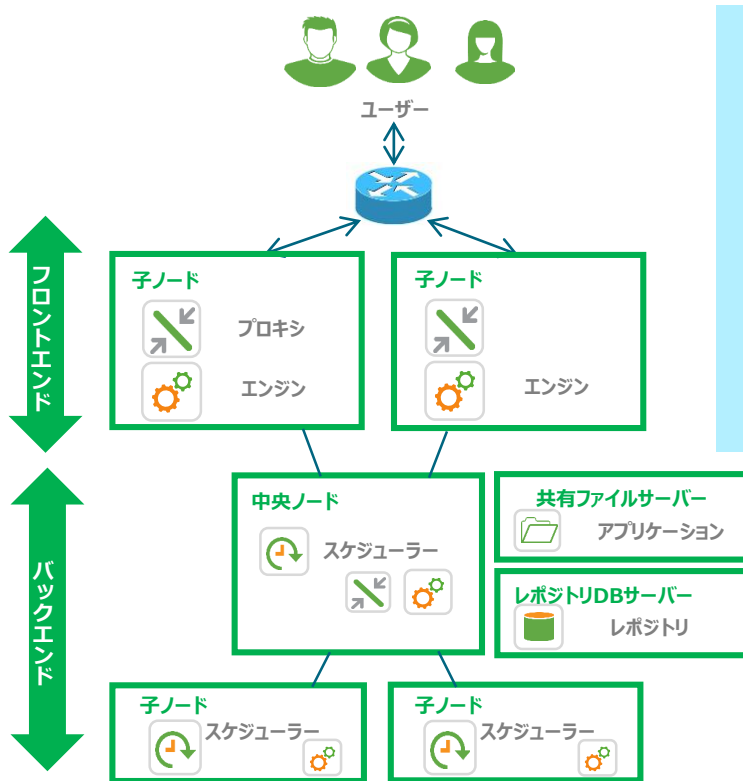 ユーザー
フロントエンド
子ノード
プロキシ
エンジン
子ノード
エンジン
バックエンド
中央ノード
スケジューラー
共有ファイルサーバー
アプリケーション
レポジトリDBサーバー
レポジトリ
子ノード
スケジューラー
子ノード
スケジューラー